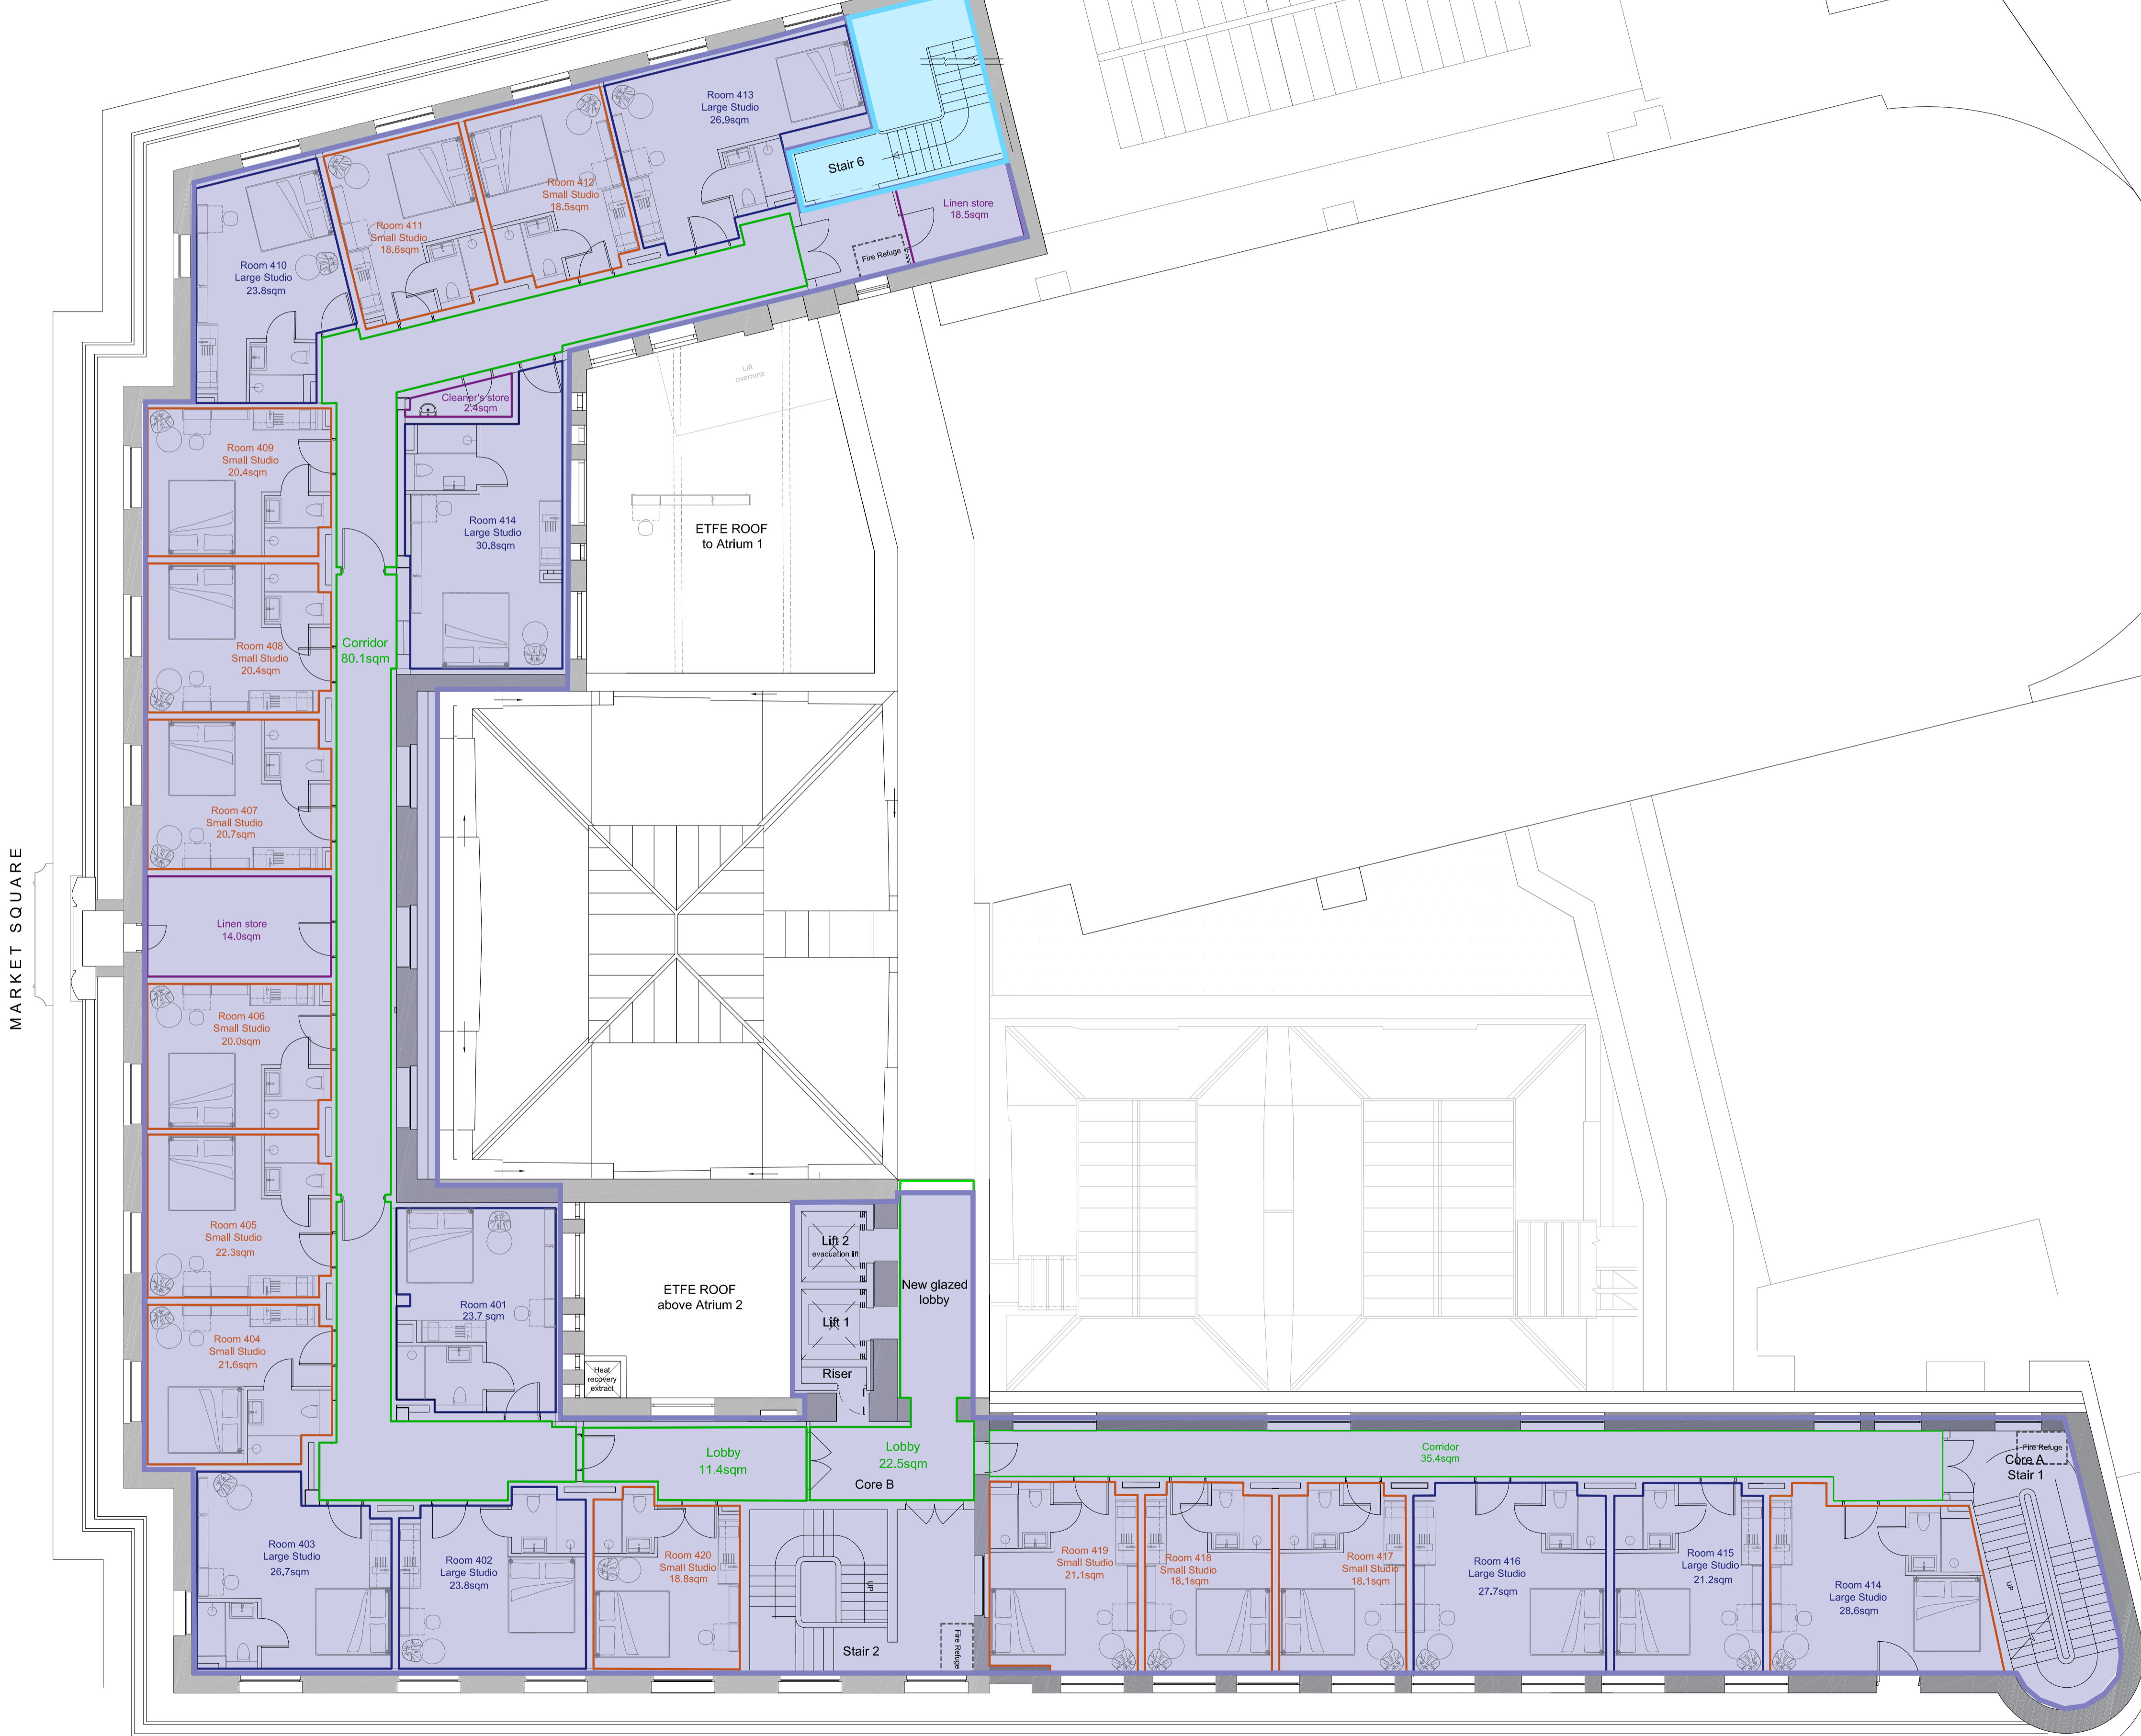 Room 413
Large Studio
26.9sqm
Stair 6
Room 412
Small Studio
18.5sqm
Linen store
18.5sqm
Room 411
Small Studio
18.6sqm
Fire Refuge
Room 410
Large Studio
23.8sqm
Lift
overruns
Cleaner's store
2.4sqm
Room 409
Small Studio
20.4sqm
Room 414
Large Studio
30.8sqm
ETFE ROOF
to Atrium 1
Room 408
Small Studio
20.4sqm
Corridor
80.1sqm
Room 407
Small Studio
20.7sqm
MARKET SQUARE
Linen store
14.0sqm
Room 406
Small Studio
20.0sqm
Room 405
Small Studio
22.3sqm
Lift 2
evacuation lift
New glazed
lobby
ETFE ROOF
above Atrium 2
Room 401
23.7 sqm
Lift 1
Room 404
Small Studio
21.6sqm
Heat
recovery
extract
Riser
Lobby
11.4sqm
Lobby
22.5sqm
Core B
Corridor
35.4sqm
Fire Refuge
Core A
Stair 1
Room 403
Large Studio
26.7sqm
Room 402
Large Studio
23.8sqm
Room 420
Small Studio
18.8sqm
UP
Stair 2
Fire Refuge
Room 419
Small Studio
21.1sqm
Room 418
Small Studio
18.1sqm
Room 417
Small Studio
18.1sqm
Room 416
Large Studio
27.7sqm
Room 415
Large Studio
21.2sqm
Room 414
Large Studio
28.6sqm
UP